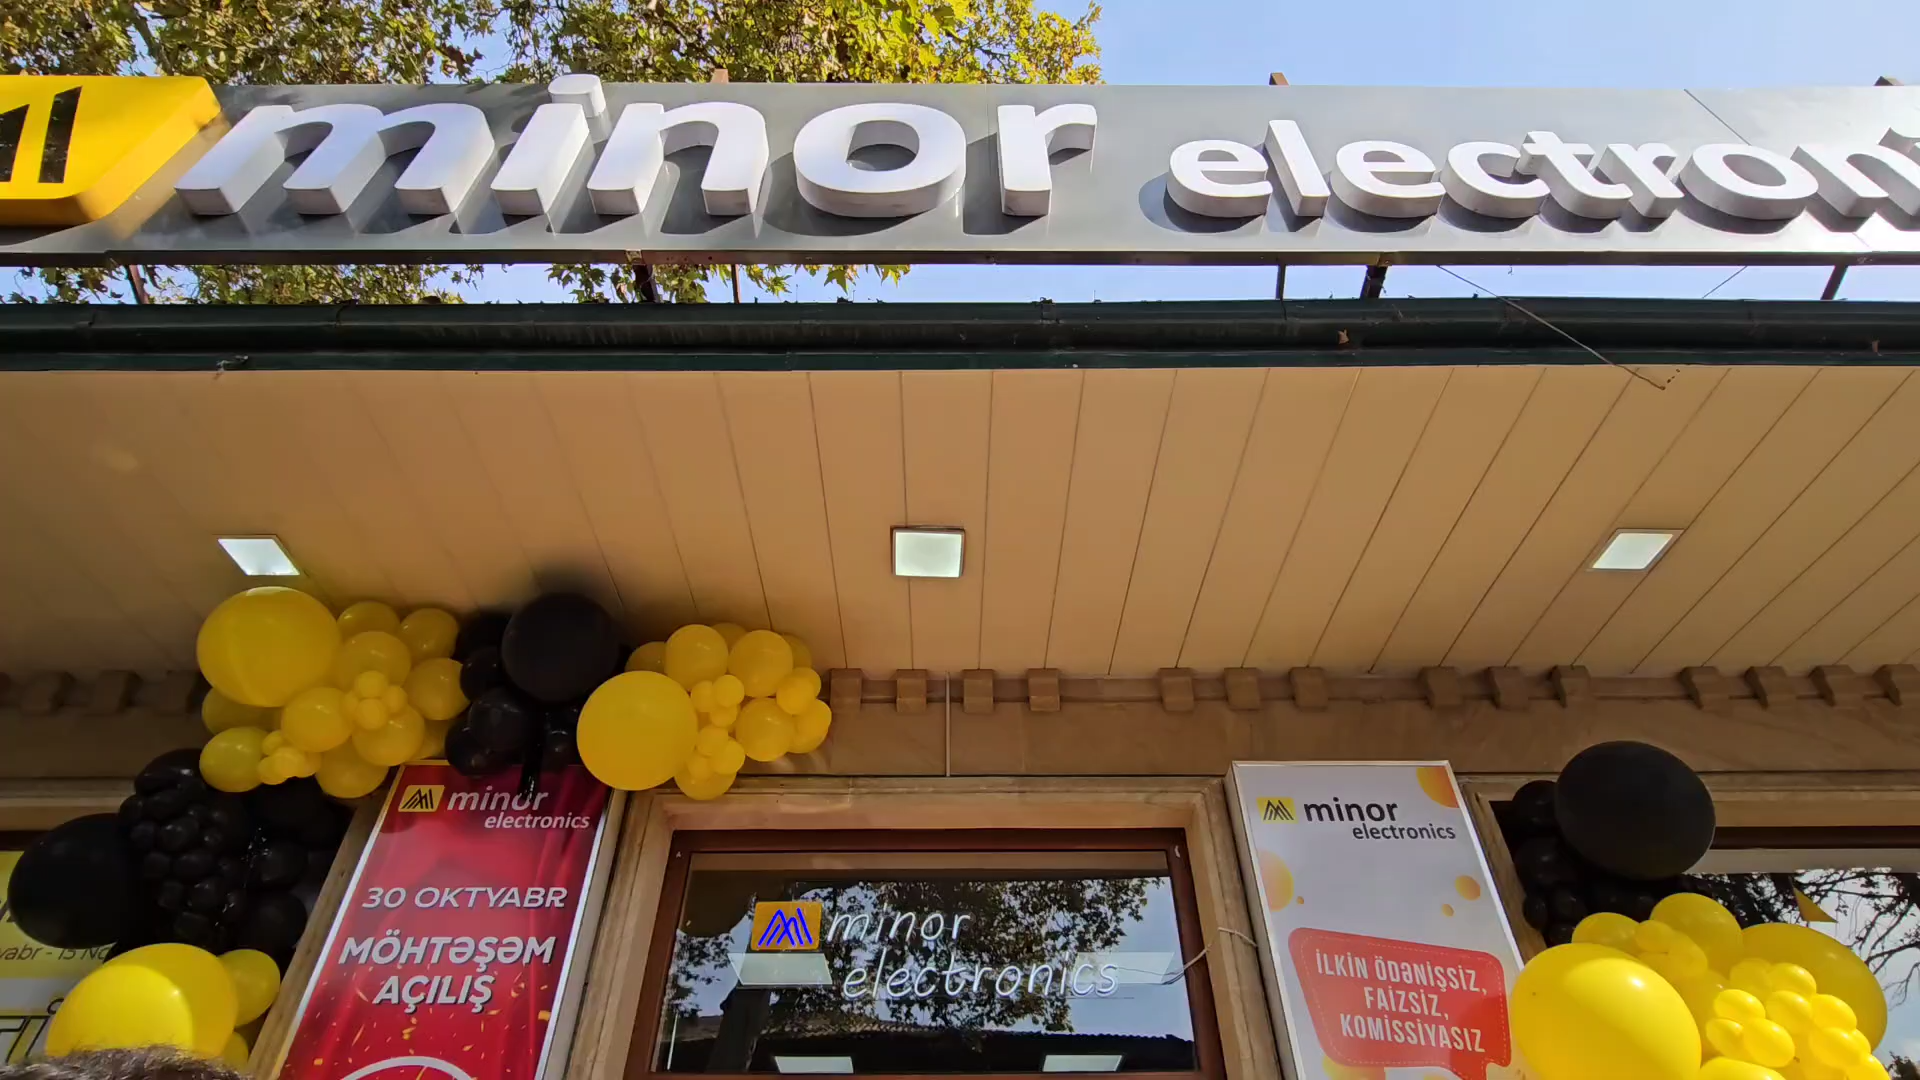 minor electron
minor
electronics
30 OKTYABR
MÖHTƏŞƏM
AÇILIŞ
minor
electronics
minor
electronics
İLKİN ÖDƏNİŞSİZ,
FAİZSİZ,
KOMİSSİYASIZ